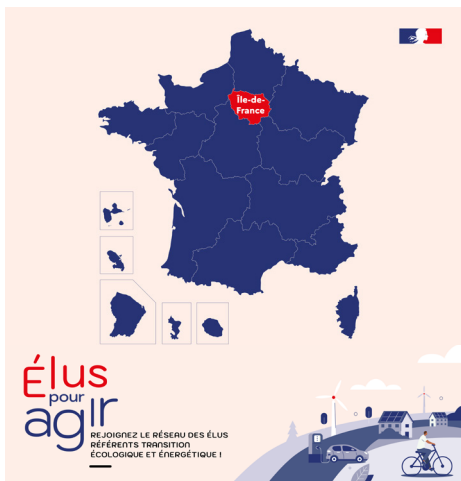 Île-de-
France
Élus
pour
agir
REJOIGNEZ LE RÉSEAU DES ÉLUS
RÉFÉRENTS TRANSITION
ÉCOLOGIQUE ET ÉNERGÉTIQUE !